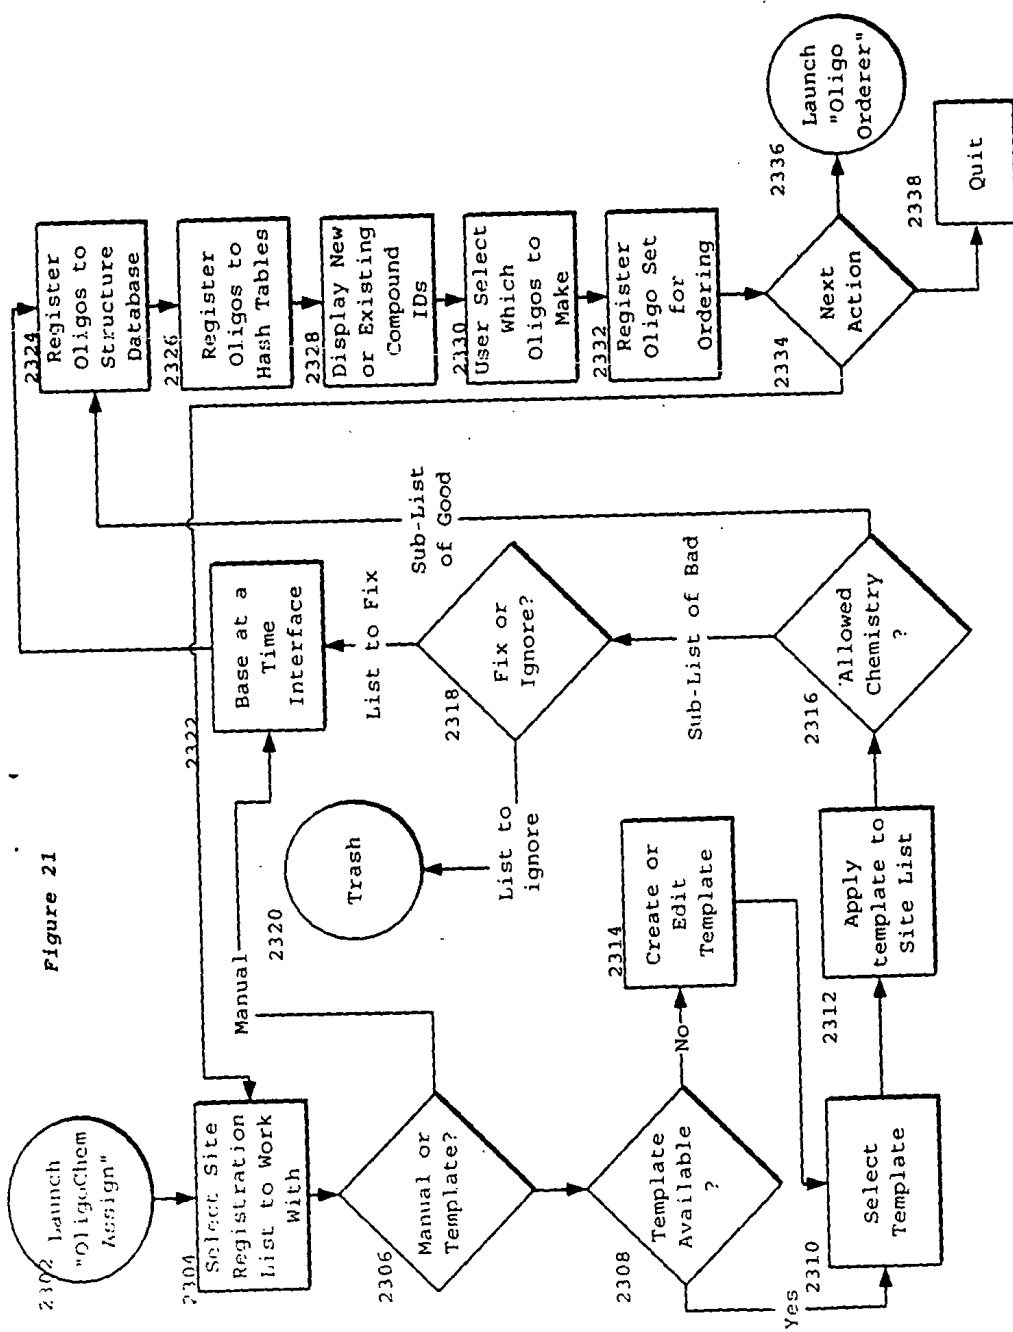 Figure 21
2302 Launch
"OligoChem
Assign"
2304
Select Site
Registration
List to Work
With
2306
Manual or
Template?
Manual
2308
Template
Available
?
Yes
No
2310
Select
Template
2314
Create or
Edit
Template
2312
Apply
template to
Site List
2316
Allowed
Chemistry
?
Sub-List of Bad
Sub-List
of Good
2318
Fix or
Ignore?
List to
ignore
2320
Trash
List to Fix
2322
Base at a
Time
Interface
2324
Register
Oligos to
Structure
Database
2326
Register
Oligos to
Hash Tables
2328
Display New
or Existing
Compound
IDs
2330
User Select
Which
Oligos to
Make
2332
Register
Oligo Set
for
Ordering
2334
Next
Action
2336
Launch
"Oligo
Orderer"
2338
Quit